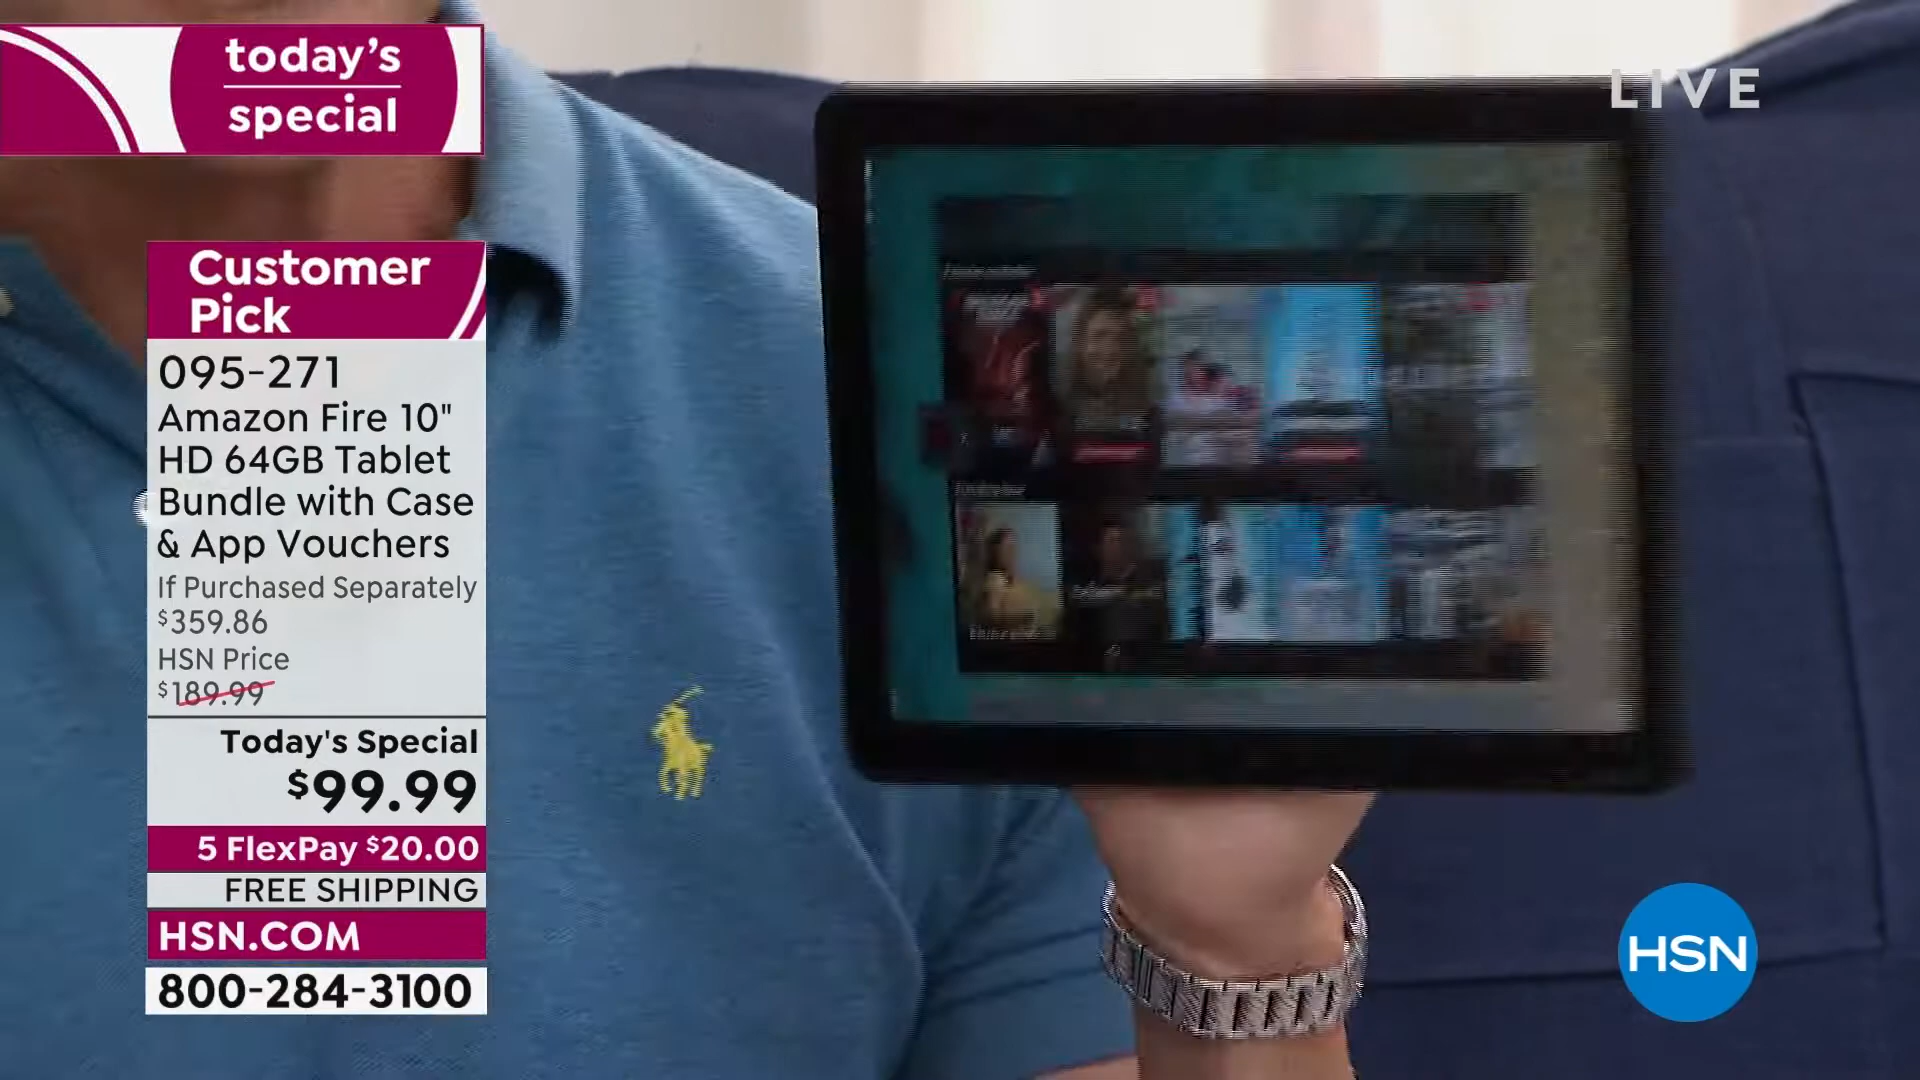 today's
special
LIVE
Customer
Pick
095-271
Amazon Fire 10"
HD 64GB Tablet
Bundle with Case
& App Vouchers
If Purchased Separately
$359.86
HSN Price
$189.99
Today's Special
$99.99
5 FlexPay $20.00
FREE SHIPPING
HSN.COM
800-284-3100
HSN